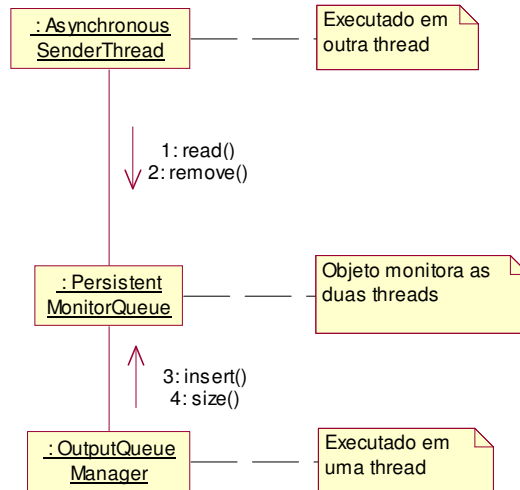 : Asynchronous
SenderThread
Executado em
outra thread
1: read()
2: remove()
: Persistent
MonitorQueue
Objeto monitora as
duas threads
3: insert()
4: size()
: OutputQueue
Manager
Executado em
uma thread